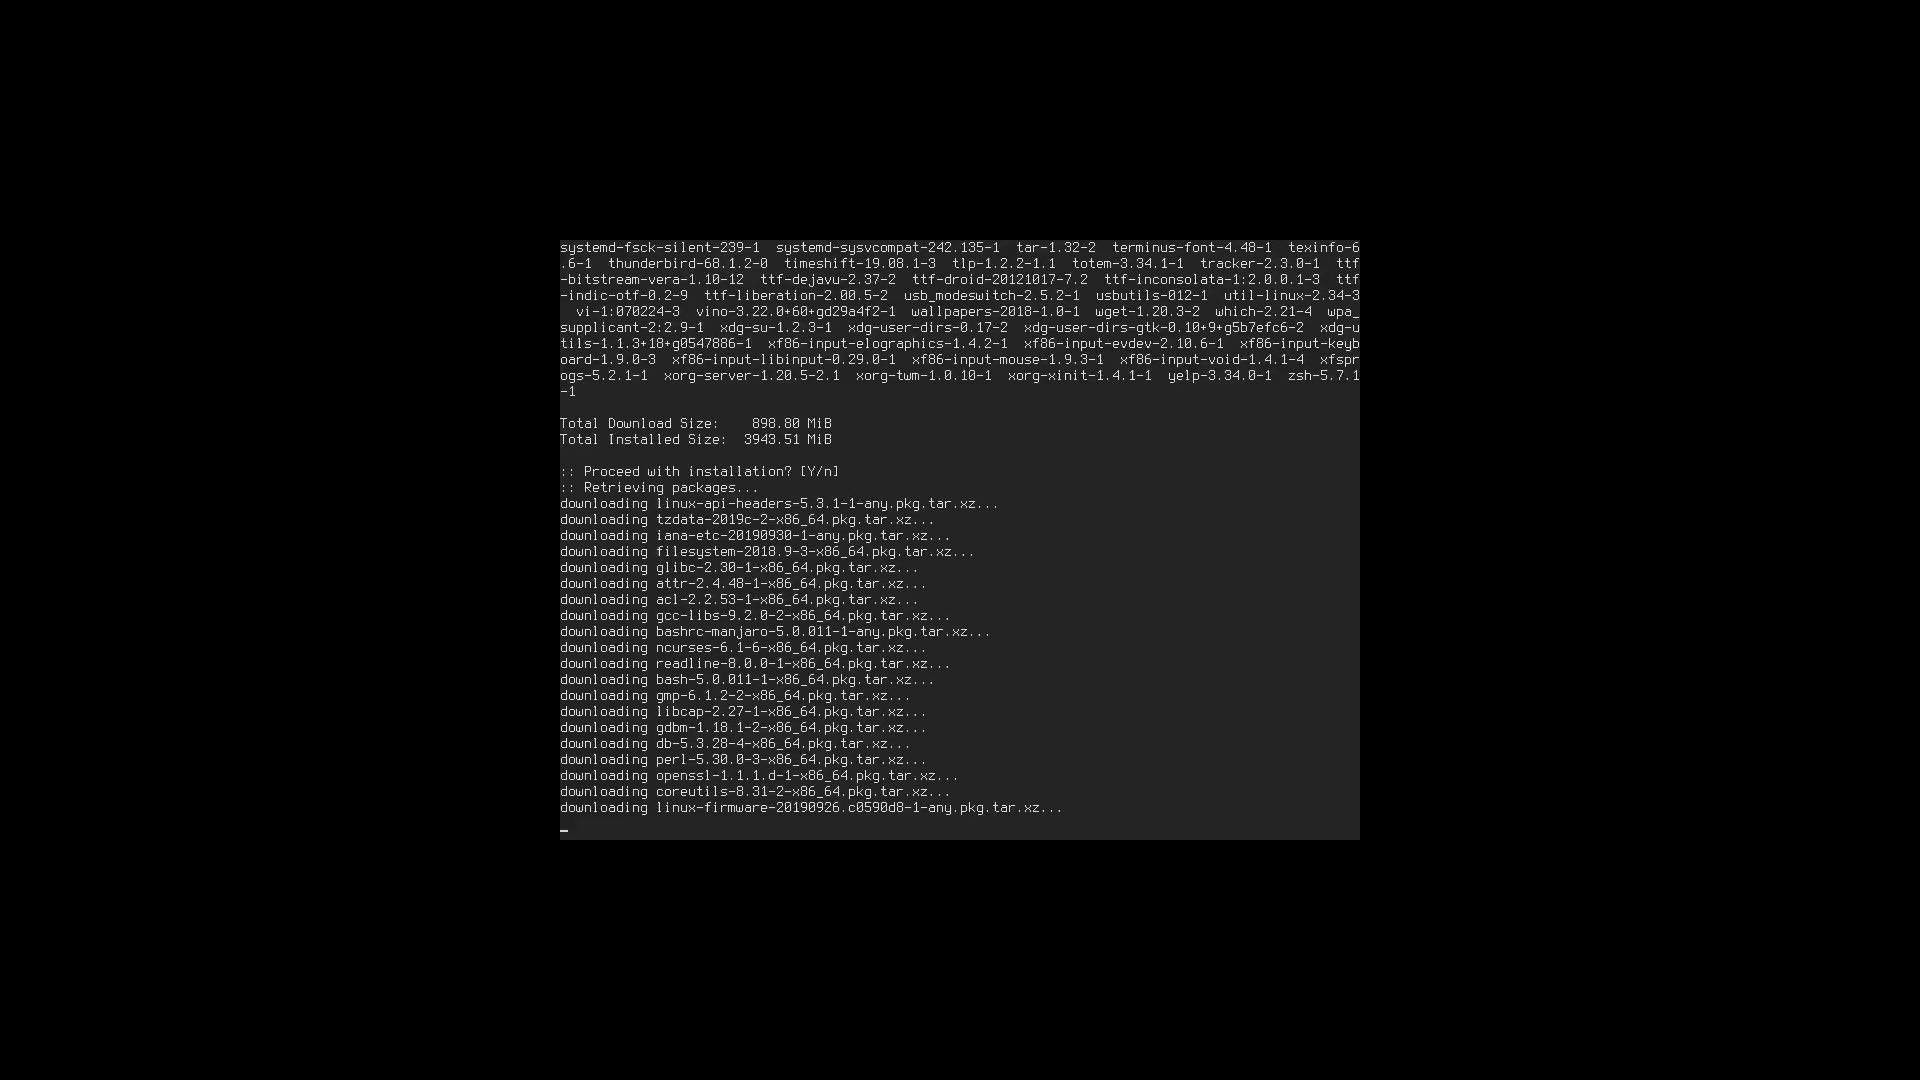 systemd-fsck-silent-239-1  systemd-sysvcompat-242.135-1  tar-1.32-2  terminus-font-4.48-1  texinfo-6
.6-1  thunderbird-68.1.2-0  timeshift-19.08.1-3  tlp-1.2.2-1.1  totem-3.34.1-1  tracker-2.3.0-1  ttf
-bitstream-vera-1.10-12  ttf-dejavu-2.37-2  ttf-droid-20121017-7.2  ttf-inconsolata-1:2.0.0.1-3  ttf
-indic-otf-0.2-9  ttf-liberation-2.00.5-2  usb_modeswitch-2.5.2-1  usbutils-012-1  util-linux-2.34-3
  vi-1:070224-3  vino-3.22.0+60+gd29a4f2-1  wallpapers-2018-1.0-1  wget-1.20.3-2  which-2.21-4  wpa_
supplicant-2:2.9-1  xdg-su-1.2.3-1  xdg-user-dirs-0.17-2  xdg-user-dirs-gtk-0.10+9+g5b7efc6-2  xdg-u
tils-1.1.3+18+g0547886-1  xf86-input-elographics-1.4.2-1  xf86-input-evdev-2.10.6-1  xf86-input-keyb
oard-1.9.0-3  xf86-input-libinput-0.29.0-1  xf86-input-mouse-1.9.3-1  xf86-input-void-1.4.1-4  xfspr
ogs-5.2.1-1  xorg-server-1.20.5-2.1  xorg-twm-1.0.10-1  xorg-xinit-1.4.1-1  yelp-3.34.0-1  zsh-5.7.1
-1
Total Download Size:    898.80 MiB
Total Installed Size:  3943.51 MiB
:: Proceed with installation? [Y/n]
:: Retrieving packages...
downloading linux-api-headers-5.3.1-1-any.pkg.tar.xz...
downloading tzdata-2019c-2-x86_64.pkg.tar.xz...
downloading iana-etc-20190930-1-any.pkg.tar.xz...
downloading filesystem-2018.9-3-x86_64.pkg.tar.xz...
downloading glibc-2.30-1-x86_64.pkg.tar.xz...
downloading attr-2.4.48-1-x86_64.pkg.tar.xz...
downloading acl-2.2.53-1-x86_64.pkg.tar.xz...
downloading gcc-libs-9.2.0-2-x86_64.pkg.tar.xz...
downloading bashrc-manjaro-5.0.011-1-any.pkg.tar.xz...
downloading ncurses-6.1-6-x86_64.pkg.tar.xz...
downloading readline-8.0.0-1-x86_64.pkg.tar.xz...
downloading bash-5.0.011-1-x86_64.pkg.tar.xz...
downloading gmp-6.1.2-2-x86_64.pkg.tar.xz...
downloading libcap-2.27-1-x86_64.pkg.tar.xz...
downloading gdbm-1.18.1-2-x86_64.pkg.tar.xz...
downloading db-5.3.28-4-x86_64.pkg.tar.xz...
downloading perl-5.30.0-3-x86_64.pkg.tar.xz...
downloading openssl-1.1.1.d-1-x86_64.pkg.tar.xz...
downloading coreutils-8.31-2-x86_64.pkg.tar.xz...
downloading linux-firmware-20190926.c0590d8-1-any.pkg.tar.xz...